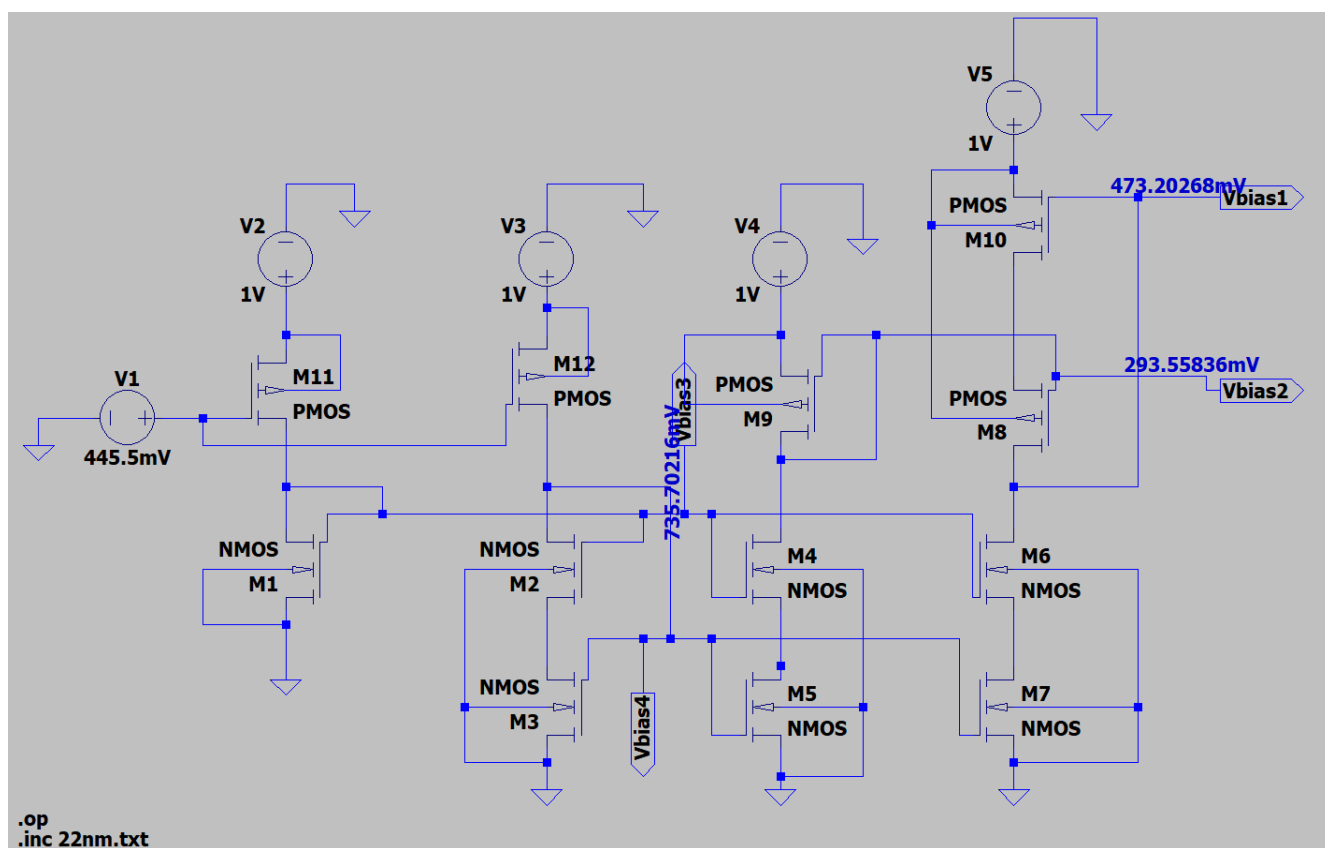 V5
1V
473.20268mV
Vbias1
PMOS
M10
V2
1V
V3
1V
V4
1V
293.55836mV
Vbias2
V1
445.5mV
M11
PMOS
M12
PMOS
Vbias3
735.70216mV
PMOS
M9
PMOS
M8
NMOS
M1
NMOS
M2
M4
NMOS
M6
NMOS
NMOS
M3
Vbias4
M5
NMOS
M7
NMOS
.op
.inc 22nm.txt